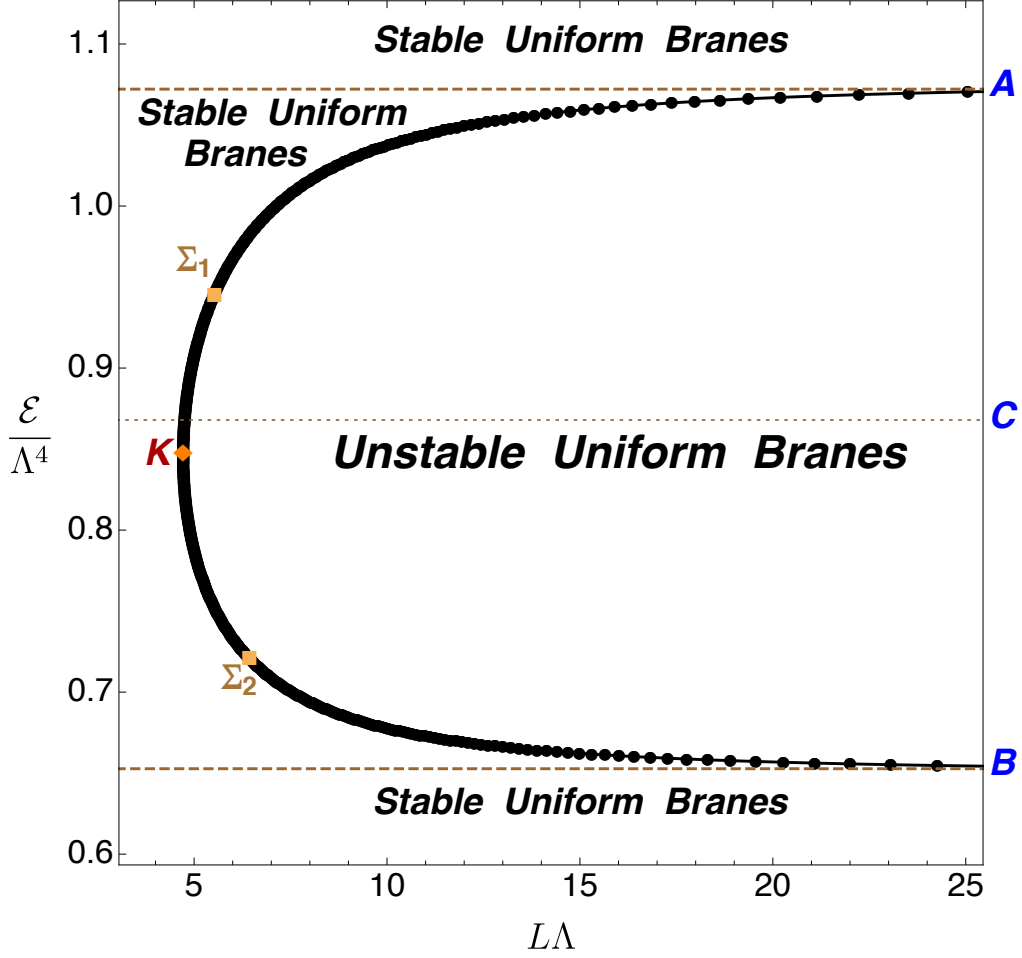 Stable Uniform Branes
1.1
A
Stable Uniform
Branes
1.0
Σ1
0.9
ℰ
Λ⁴
C
K
Unstable Uniform Branes
0.8
Σ2
0.7
B
Stable Uniform Branes
0.6
5 10 15 20 25
LΛ